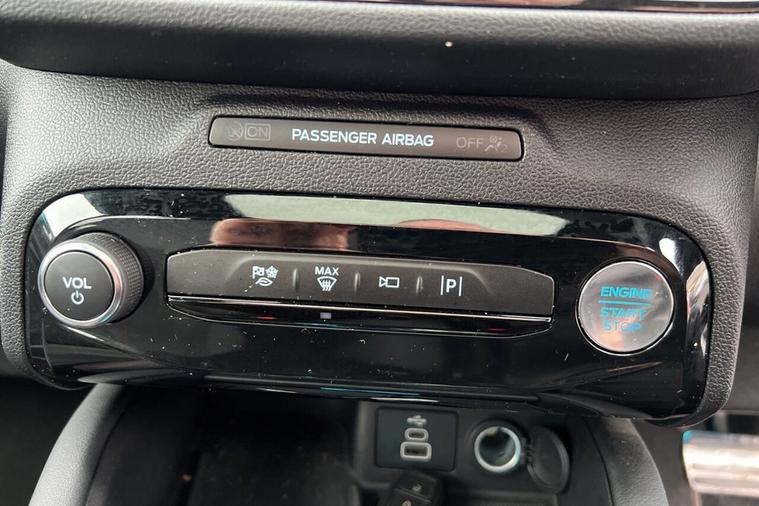 ON PASSENGER AIRBAG OFF
VOL
MAX
P
ENGINE
START
STOP